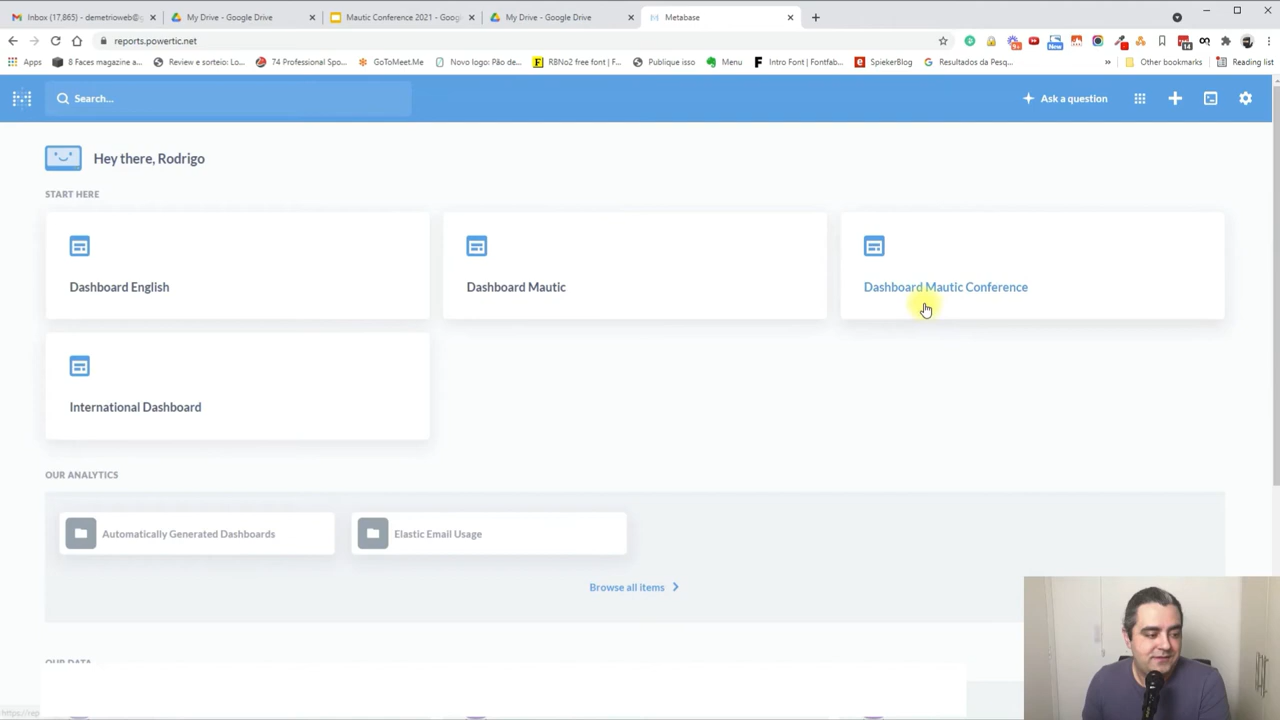 Inbox (17,865) - demetrioweb@g
My Drive - Google Drive
Mautic Conference 2021 - Googl
My Drive - Google Drive
Metabase
reports.powertic.net
Apps
8 Faces magazine a...
Review e sorteio: Lo...
74 Professional Spo...
GoToMeet.Me
Novo logo: Pão de...
RBNo2 free font | F...
Publique isso
Menu
Intro Font | Fontfab...
SpiekerBlog
Resultados da Pesq...
Other bookmarks
Reading list
Search...
Ask a question
Hey there, Rodrigo
START HERE
Dashboard English
Dashboard Mautic
Dashboard Mautic Conference
International Dashboard
OUR ANALYTICS
Automatically Generated Dashboards
Elastic Email Usage
Browse all items
OUR DATA